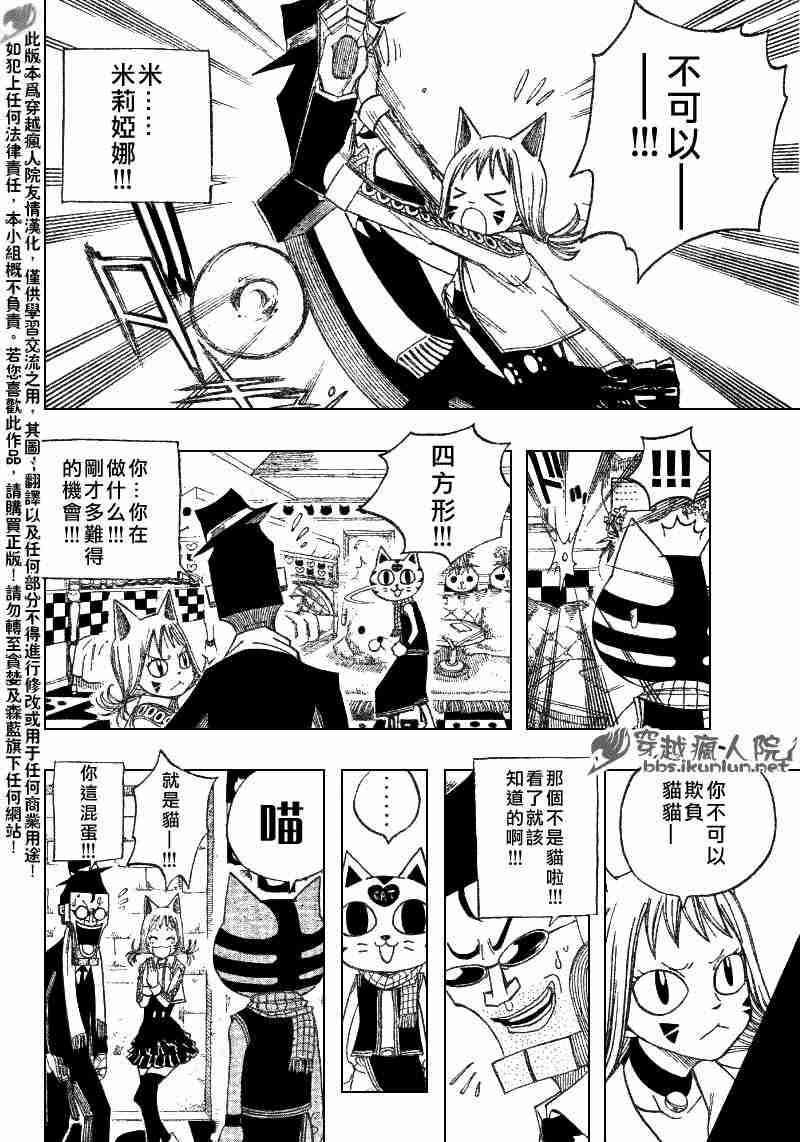 不可以—
—!!!
米……
米莉婭娜
!!!
!!!
四方形!!!
你…你在
做什么!!!
剛才多難得
的機會!!!
你不可以
欺負
貓貓—
那個不是貓啦!!!
看了就該
知道的啊!!!
……
CAT
喵
就是貓—!!!
你這混蛋!!!
穿越瘋人院
bbs.ikunlun.net
此版本爲穿越瘋人院友情漢化，僅供學習交流之用，其圖；翻譯以及任何部分不得進行修改或用于任何商業用途！
如犯上任何法律責任，本小組概不負責。若您喜歡此作品，請購買正版！請勿轉至貪婪及森藍旗下任何網站！